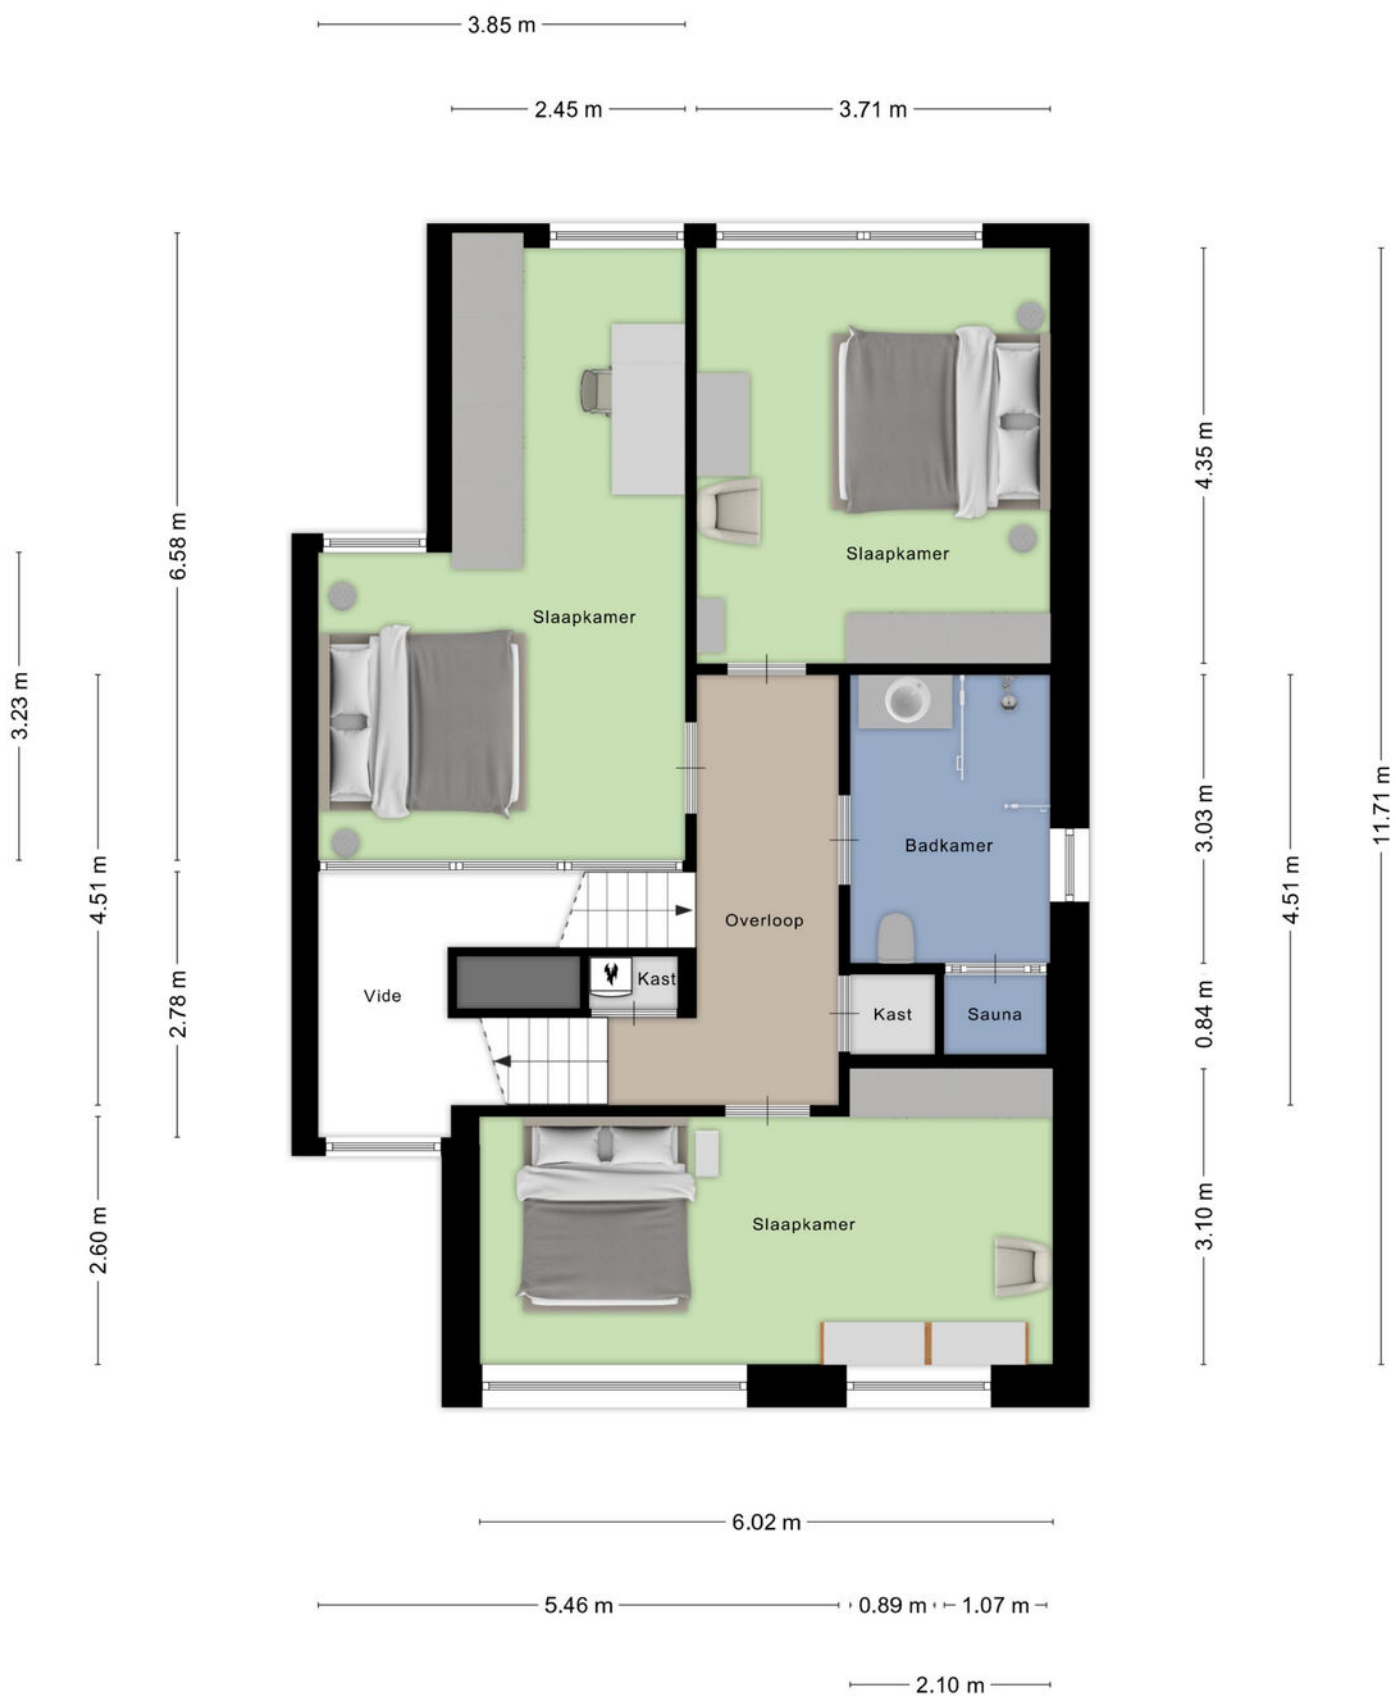 3.85 m
2.45 m
3.71 m
6.58 m
4.35 m
Slaapkamer
Slaapkamer
3.23 m
11.71 m
3.03 m
Badkamer
4.51 m
4.51 m
Overloop
Kast
Vide
2.78 m
Kast
Sauna
0.84 m
Slaapkamer
3.10 m
2.60 m
6.02 m
5.46 m
0.89 m
1.07 m
2.10 m